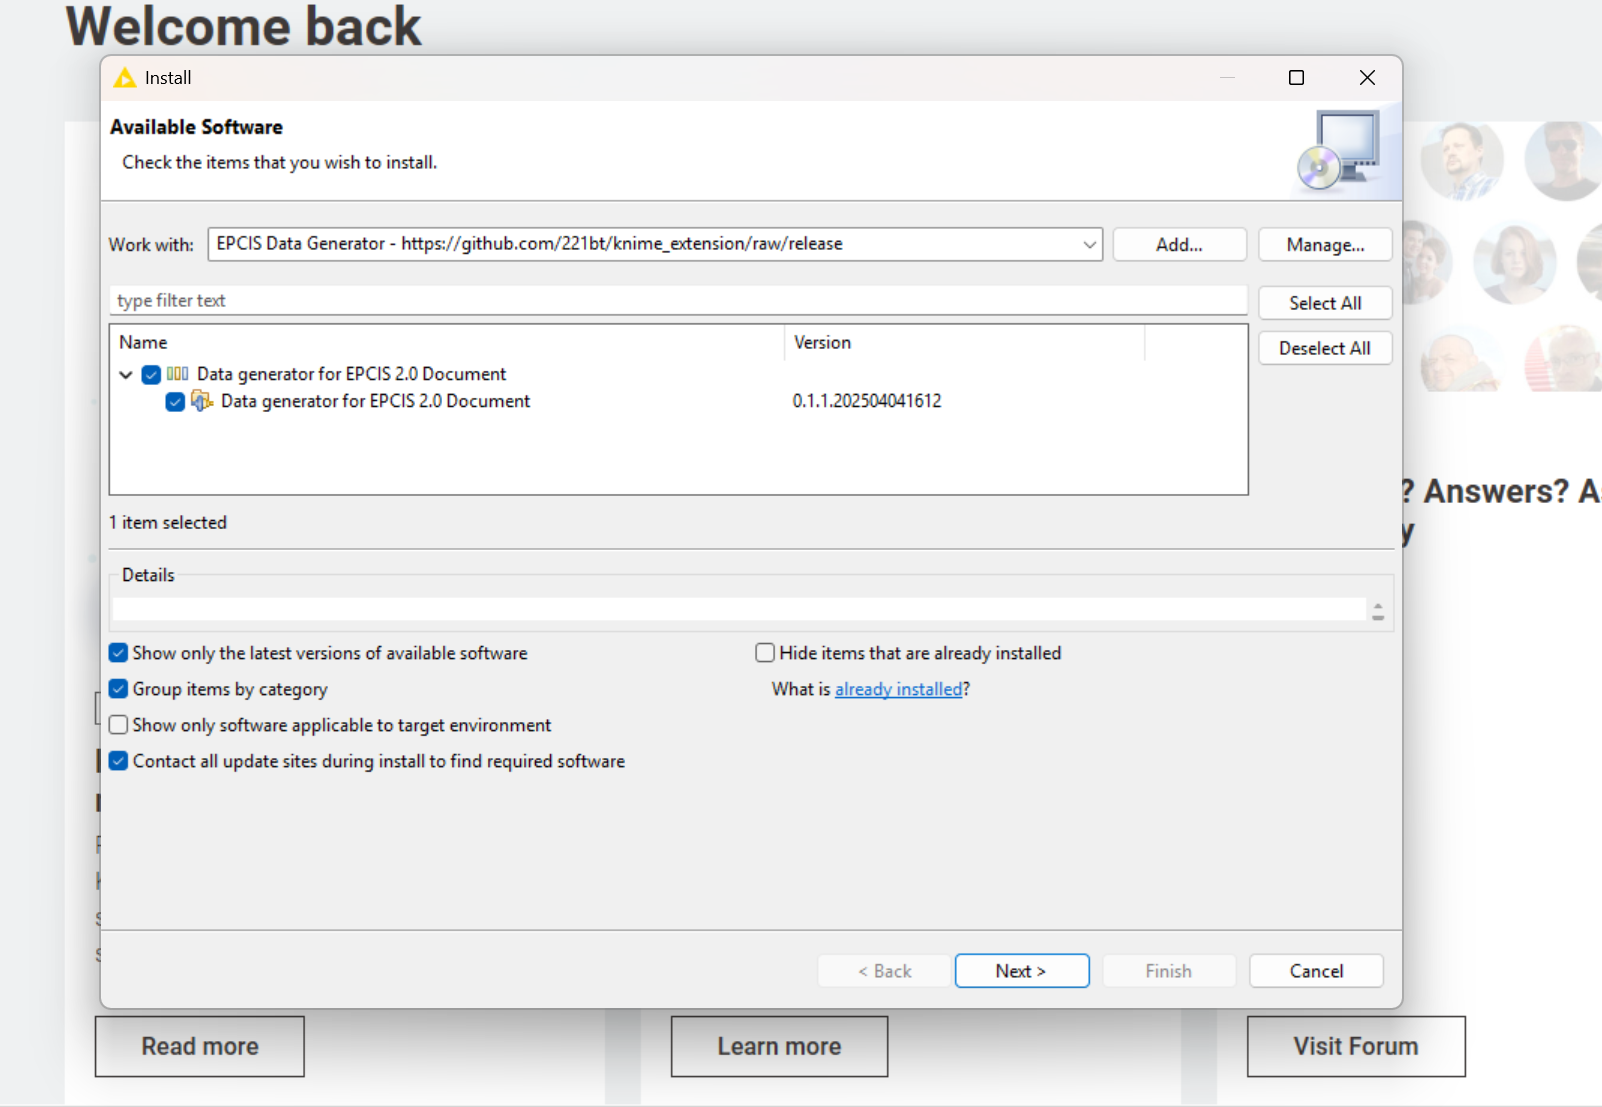 Welcome back
Install
Available Software
Check the items that you wish to install.
Work with: EPCIS Data Generator - https://github.com/221bt/knime_extension/raw/release Add... Manage...
type filter text Select All
Name Version Deselect All
Data generator for EPCIS 2.0 Document
Data generator for EPCIS 2.0 Document 0.1.1.202504041612
? Answers? A
y
1 item selected
Details
Show only the latest versions of available software Hide items that are already installed
Group items by category What is already installed?
Show only software applicable to target environment
Contact all update sites during install to find required software
< Back Next > Finish Cancel
Read more Learn more Visit Forum